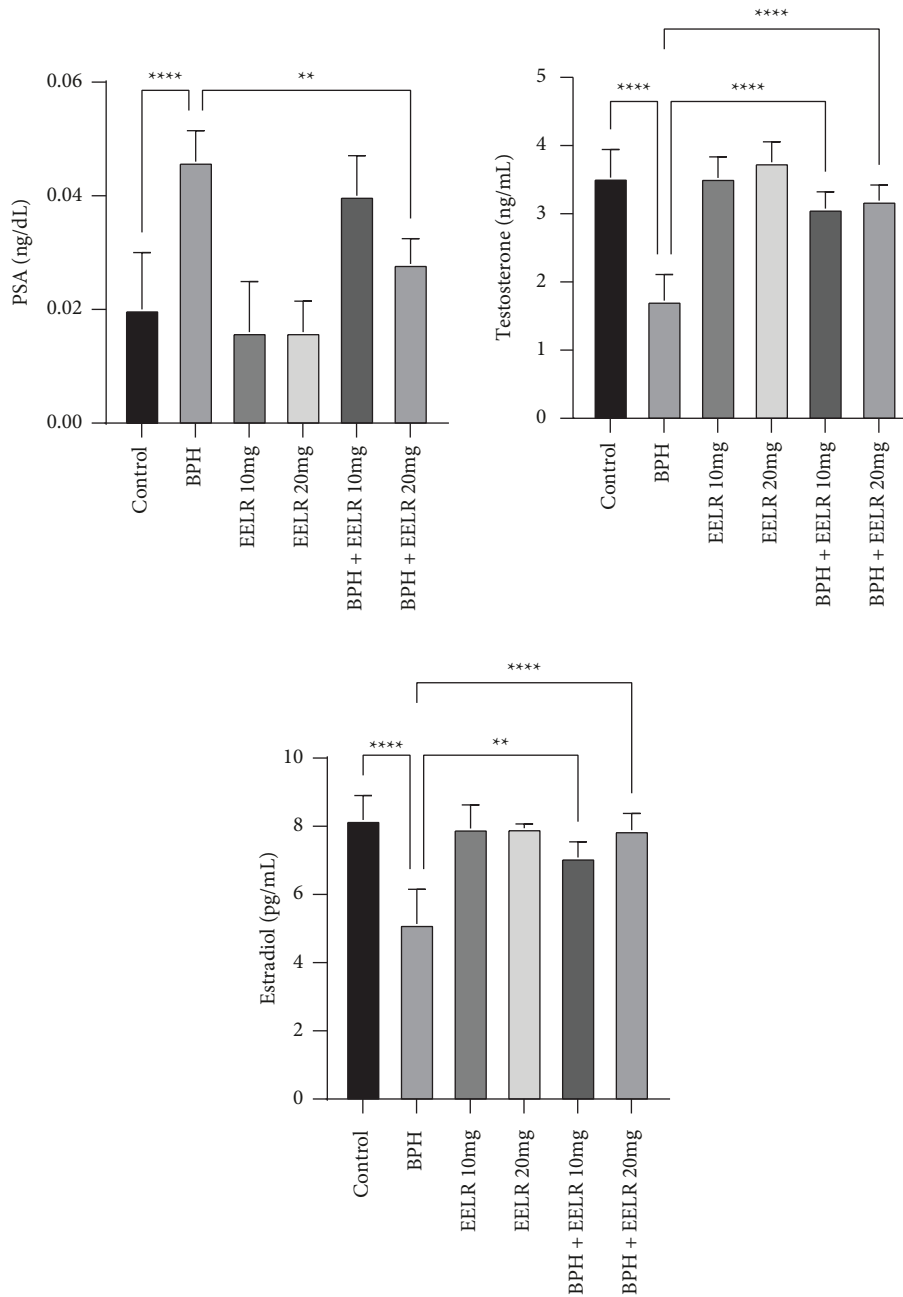 **** **
0.06
0.04
0.02
0.00
PSA (ng/dL)
Control
BPH
EELR 10mg
EELR 20mg
BPH + EELR 10mg
BPH + EELR 20mg
****
**** ****
5
4
3
2
1
0
Testosterone (ng/mL)
Control
BPH
EELR 10mg
EELR 20mg
BPH + EELR 10mg
BPH + EELR 20mg
****
**** **
10
8
6
4
2
0
Estradiol (pg/mL)
Control
BPH
EELR 10mg
EELR 20mg
BPH + EELR 10mg
BPH + EELR 20mg